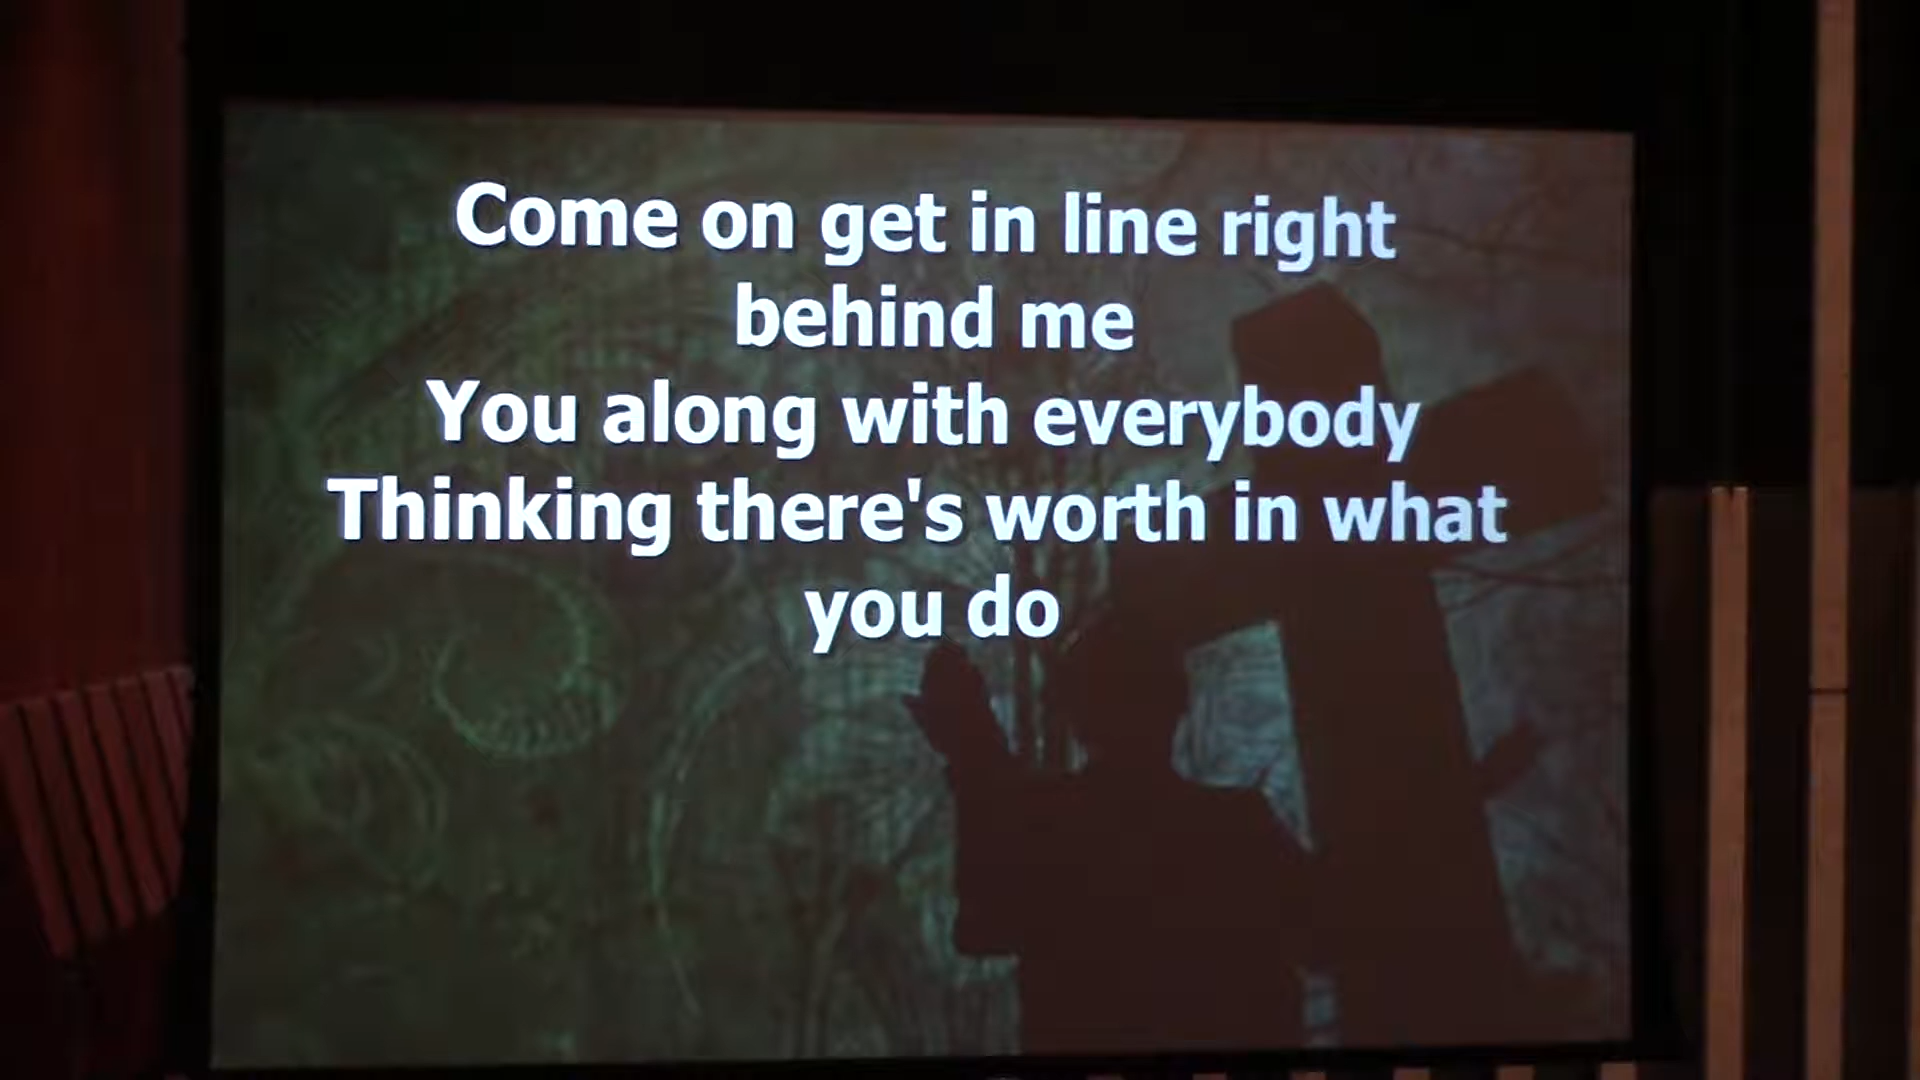 Come on get in line right
behind me
You along with everybody
Thinking there's worth in what
you do